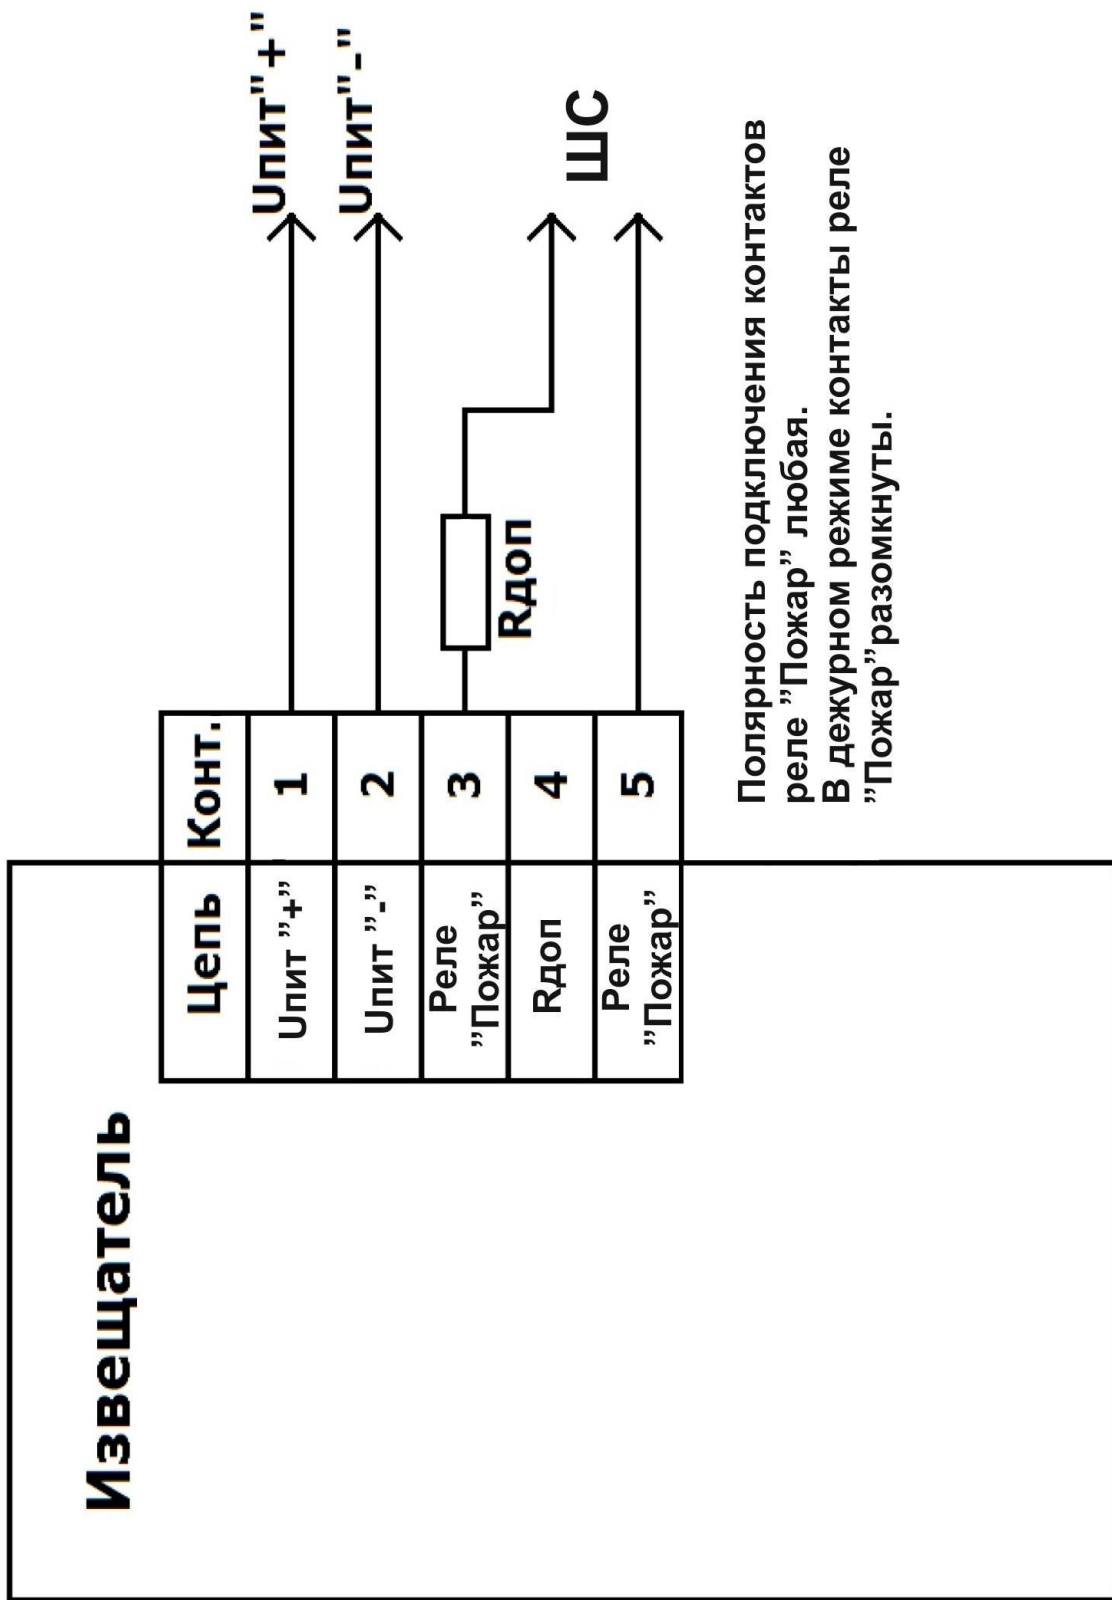 Извещатель
Цепь Конт.
Uпит ”+” 1 Uпит"+"
Uпит ”-” 2 Uпит"-"
Реле
”Пожар” 3
Rдоп
Rдоп 4
ШС
Реле
”Пожар” 5
Полярность подключения контактов
реле ”Пожар” любая.
В дежурном режиме контакты реле
”Пожар”разомкнуты.